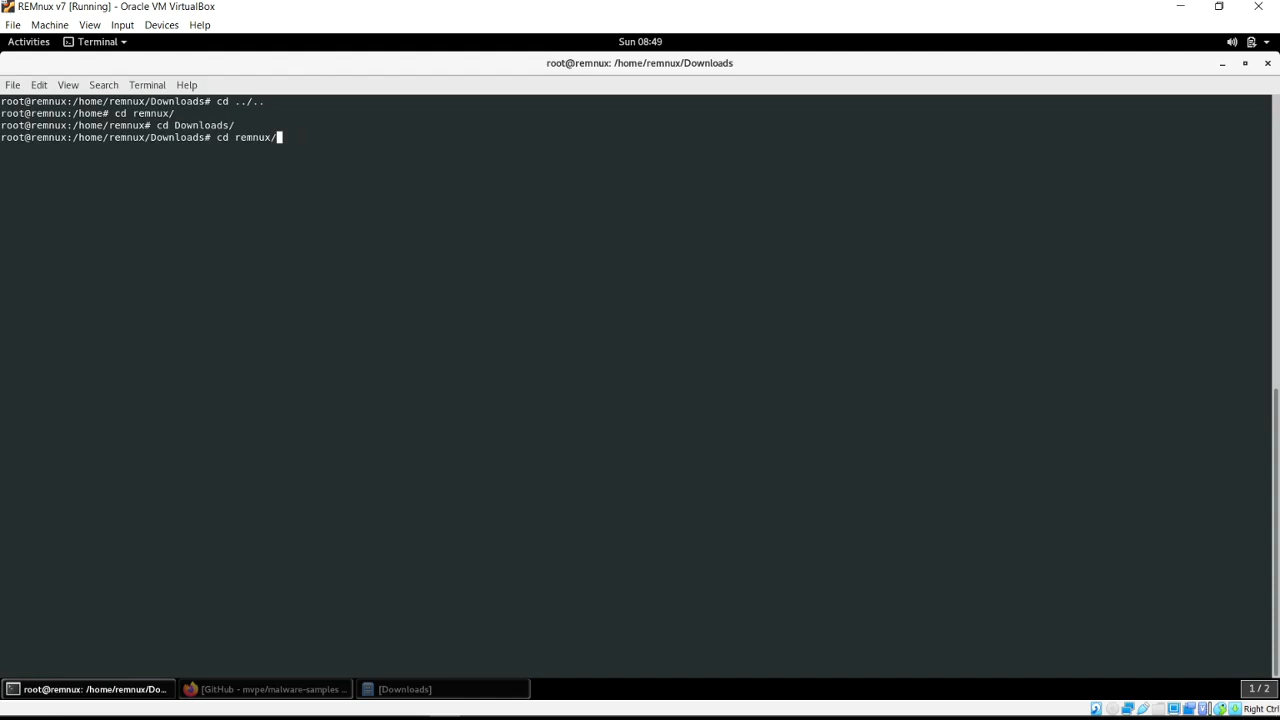 REMnux v7 [Running] - Oracle VM VirtualBox
File Machine View Input Devices Help
Activities Terminal Sun 08:49
root@remnux: /home/remnux/Downloads
File Edit View Search Terminal Help
root@remnux:/home/remnux/Downloads# cd ../..
root@remnux:/home# cd remnux/
root@remnux:/home/remnux# cd Downloads/
root@remnux:/home/remnux/Downloads# cd remnux/
root@remnux: /home/remnux/Do... [GitHub - mvpe/malware-samples ... [Downloads] 1 / 2
Right Ctrl